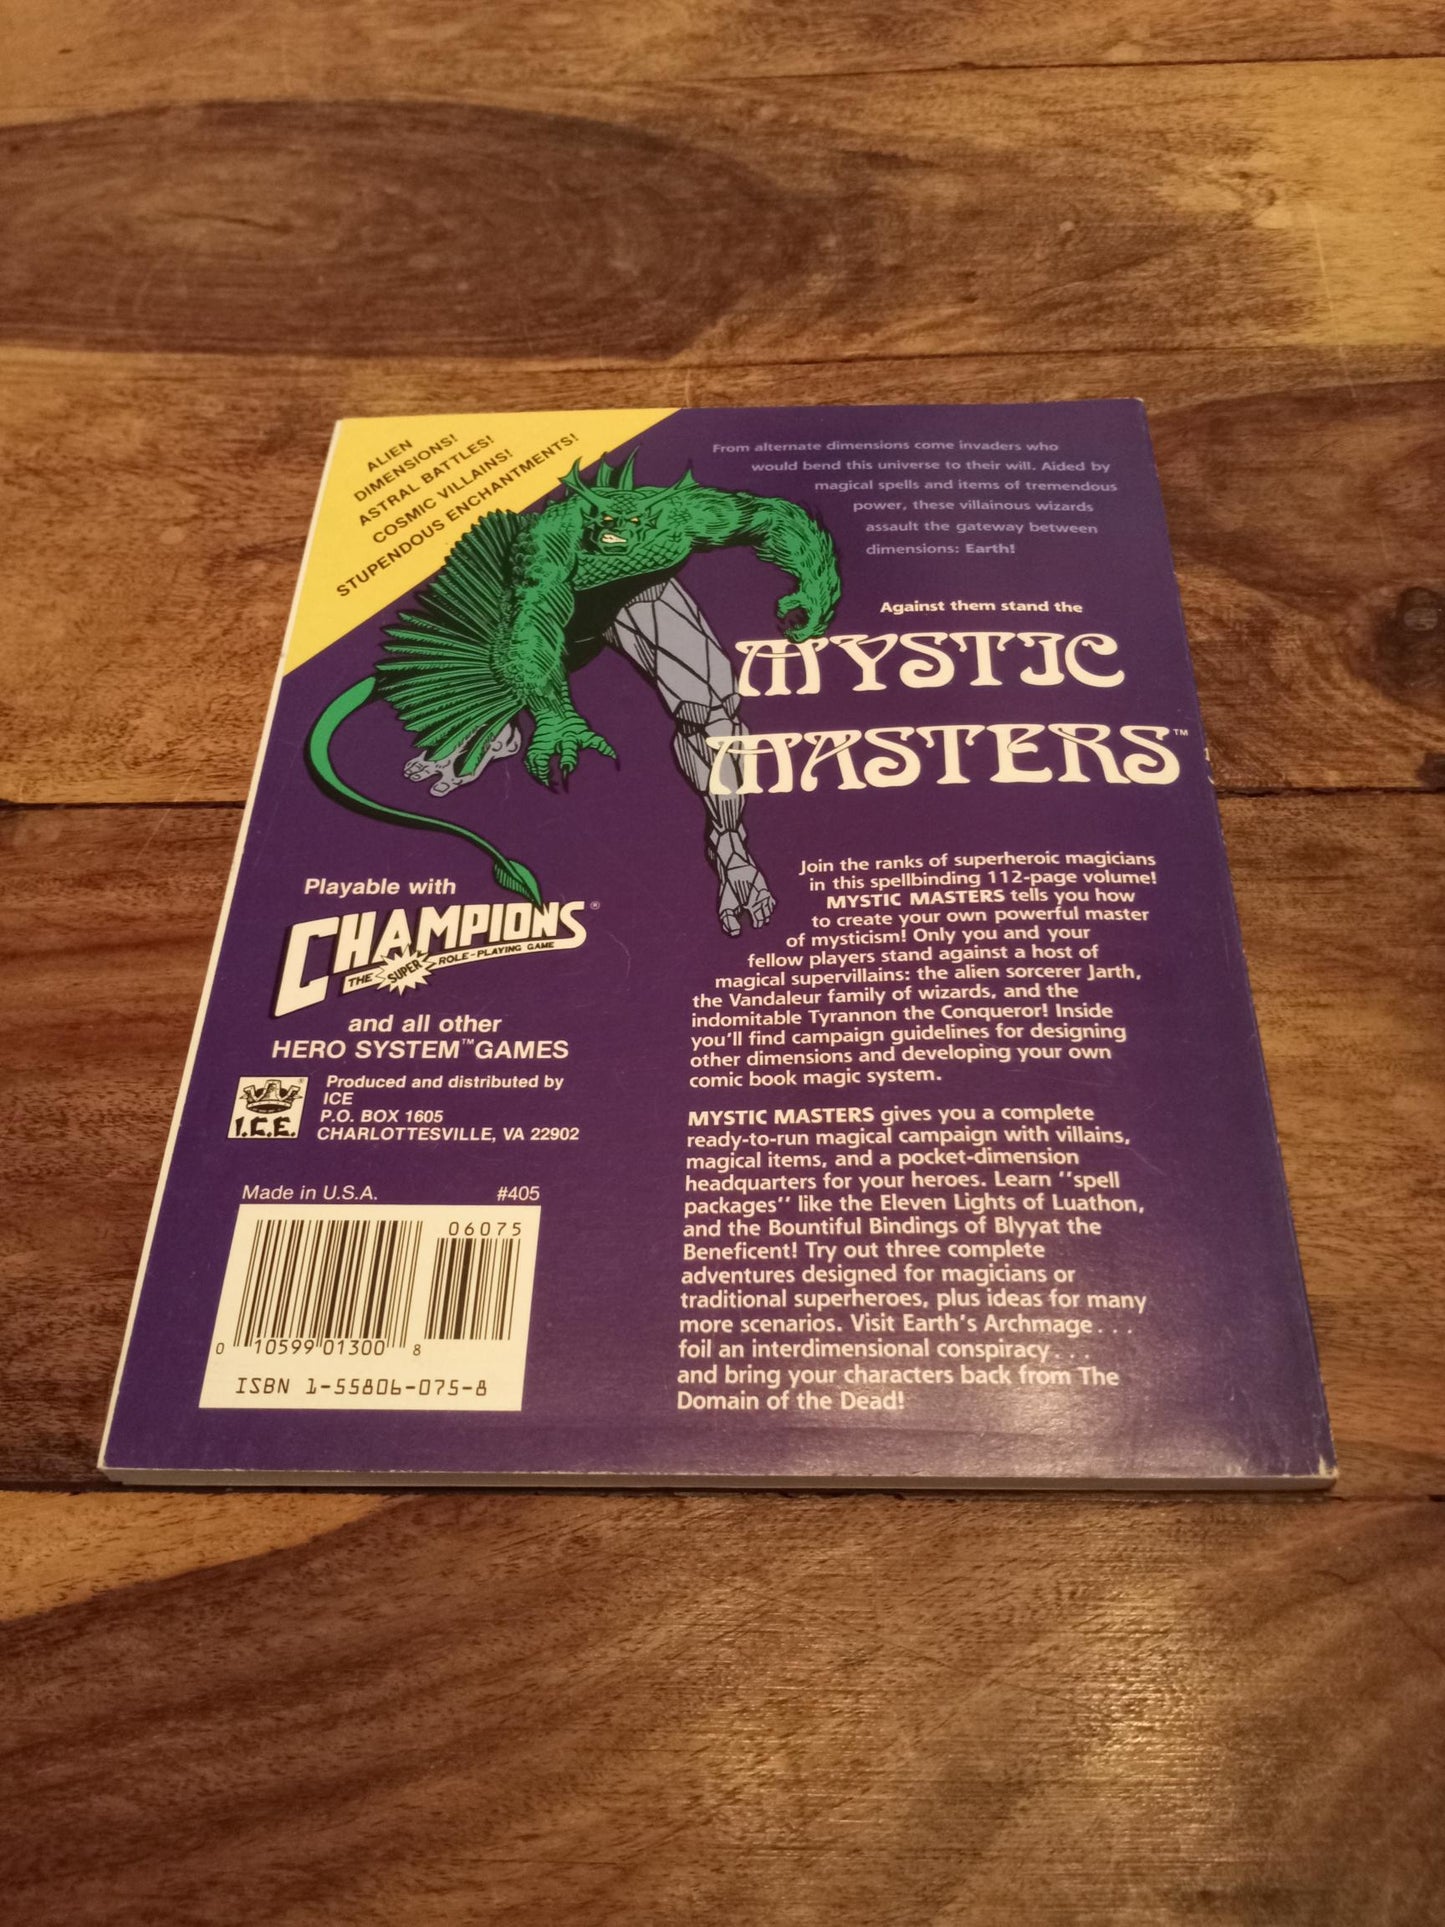 ALIEN
DIMENSIONS!
ASTRAL BATTLES!
COSMIC VILLAINS!
STUPENDOUS ENCHANTMENTS!
From alternate dimensions come invaders who
would bend this universe to their will. Aided by
magical spells and items of tremendous
power, these villainous wizards
assault the gateway between
dimensions: Earth!
Against them stand the
MYSTIC
MASTERS™
Join the ranks of superheroic magicians
in this spellbinding 112-page volume!
MYSTIC MASTERS tells you how
to create your own powerful master
of mysticism! Only you and your
fellow players stand against a host of
magical supervillains: the alien sorcerer Jarth,
the Vandaleur family of wizards, and the
indomitable Tyrannon the Conqueror! Inside
you'll find campaign guidelines for designing
other dimensions and developing your own
comic book magic system.
MYSTIC MASTERS gives you a complete
ready-to-run magical campaign with villains,
magical items, and a pocket-dimension
headquarters for your heroes. Learn ''spell
packages'' like the Eleven Lights of Luathon,
and the Bountiful Bindings of Blyyat the
Beneficent! Try out three complete
adventures designed for magicians or
traditional superheroes, plus ideas for many
more scenarios. Visit Earth's Archmage . . .
foil an interdimensional conspiracy . . .
and bring your characters back from The
Domain of the Dead!
Playable with
CHAMPIONS®
THE SUPER ROLE-PLAYING GAME
and all other
HERO SYSTEM™ GAMES
I.C.E.
Produced and distributed by
ICE
P.O. BOX 1605
CHARLOTTESVILLE, VA 22902
Made in U.S.A. #405
06075
0 10599 01300 8
ISBN 1-55806-075-8